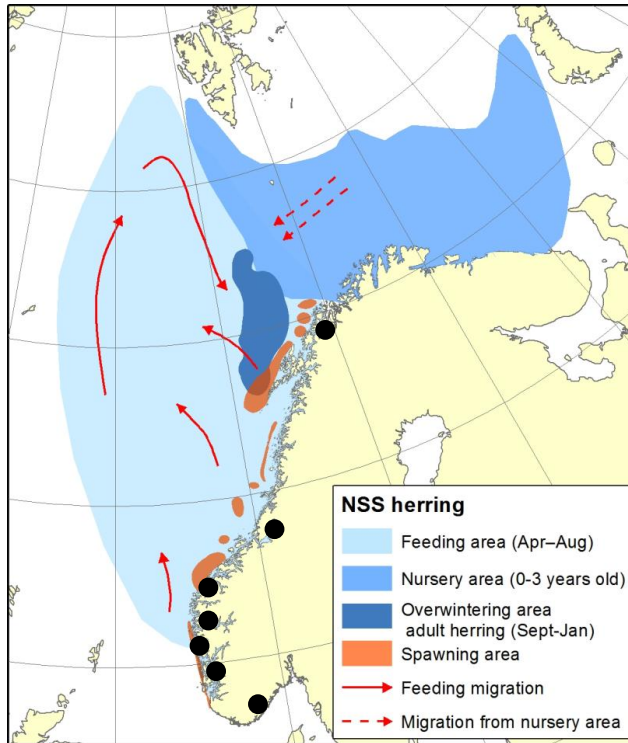 NSS herring
Feeding area (Apr–Aug)
Nursery area (0-3 years old)
Overwintering area
adult herring (Sept-Jan)
Spawning area
Feeding migration
Migration from nursery area